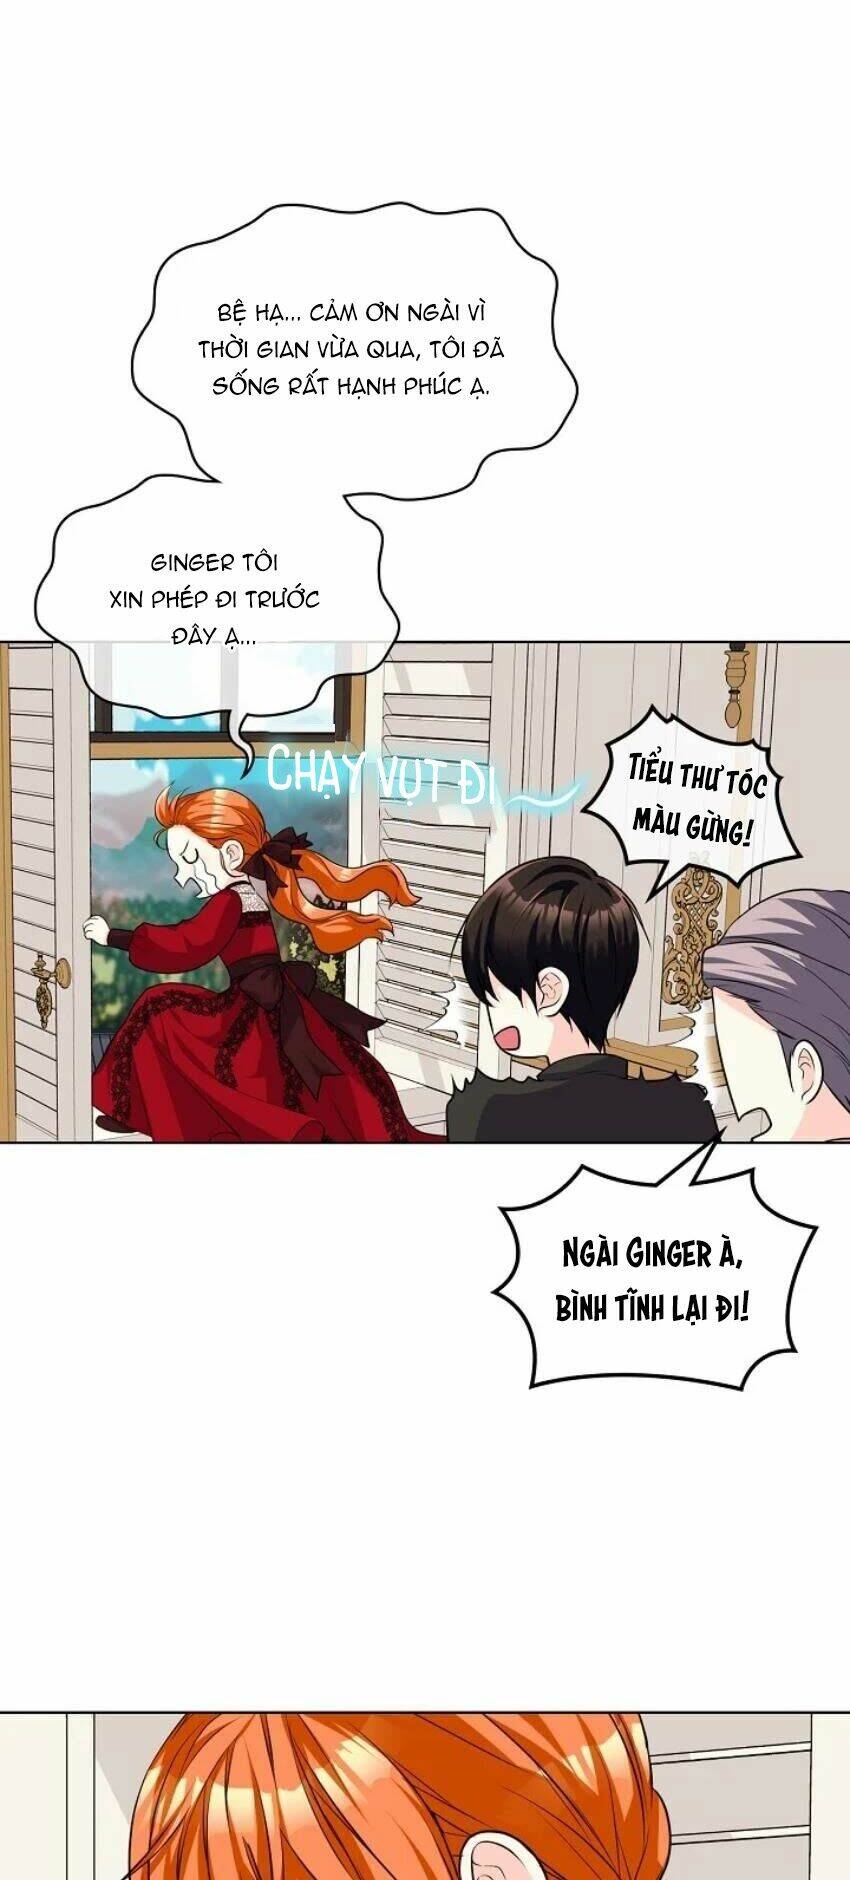 BỆ HẠ... CẢM ƠN NGÀI VÌ
THỜI GIAN VỪA QUA, TÔI ĐÃ
SỐNG RẤT HẠNH PHÚC Ạ.
GINGER TÔI
XIN PHÉP ĐI TRƯỚC
ĐÂY Ạ...
CHẠY VỤT ĐI
TIỂU THƯ TÓC
MÀU GỪNG!
NGÀI GINGER À,
BÌNH TĨNH LẠI ĐI!